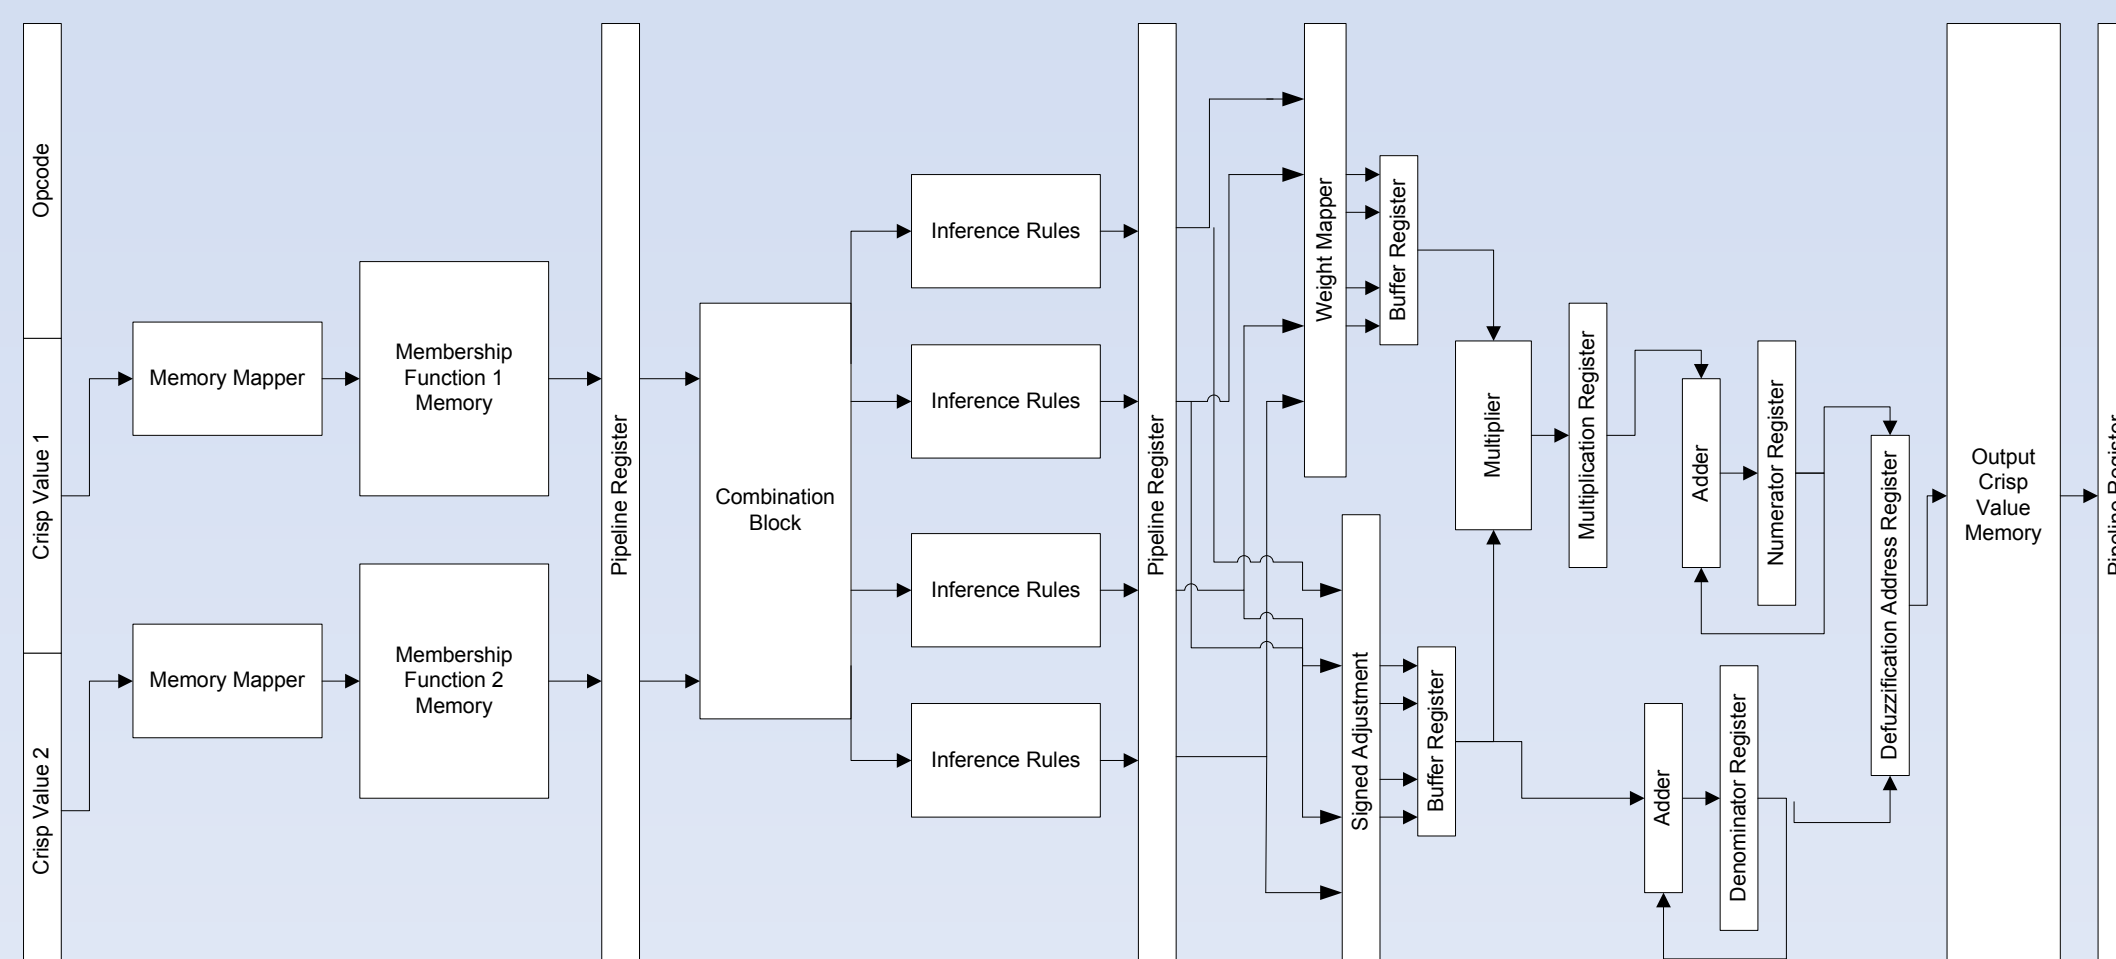 Opcode
Crisp Value 1
Crisp Value 2
Memory Mapper
Membership
Function 1
Memory
Memory Mapper
Membership
Function 2
Memory
Pipeline Register
Combination
Block
Inference Rules
Inference Rules
Inference Rules
Inference Rules
Pipeline Register
Weight Mapper
Buffer Register
Signed Adjustment
Buffer Register
Multiplier
Multiplication Register
Adder
Numerator Register
Adder
Denominator Register
Defuzzification Address Register
Output
Crisp
Value
Memory
Pipeline Register